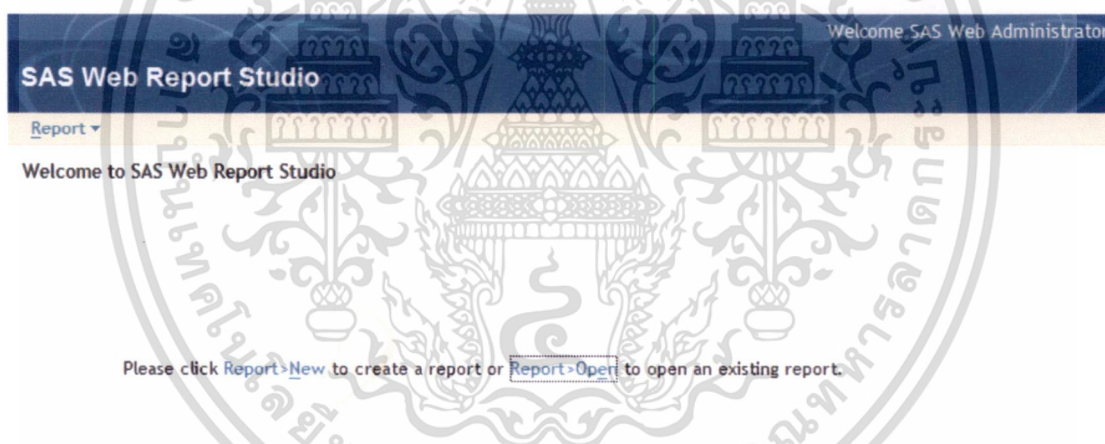 Welcome SAS Web Administrator
SAS Web Report Studio
Report
Welcome to SAS Web Report Studio
Please click Report>New to create a report or Report>Open to open an existing report.